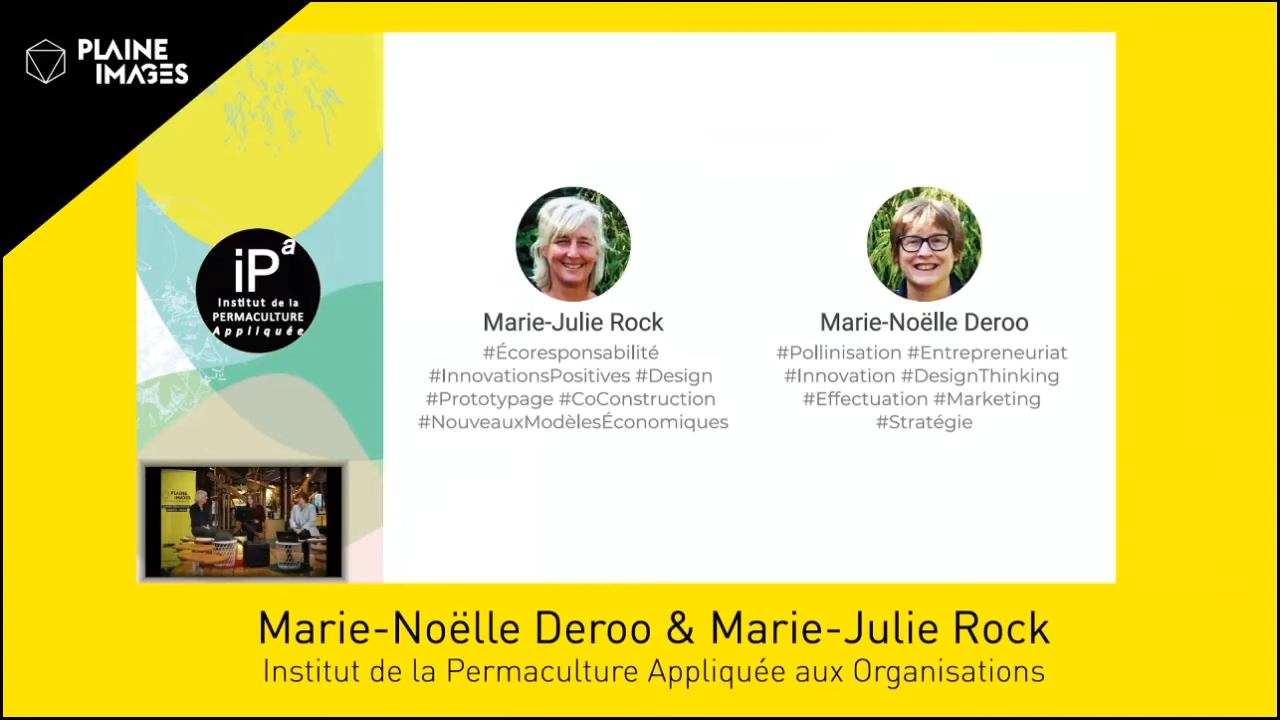 PLAINE
IMAGES
iPa
Institut de la
PERMACULTURE
Appliquée
Marie-Julie Rock
#Écoresponsabilité
#InnovationsPositives #Design
#Prototypage #CoConstruction
#NouveauxModèlesÉconomiques
Marie-Noëlle Deroo
#Pollinisation #Entrepreneuriat
#Innovation #DesignThinking
#Effectuation #Marketing
#Stratégie
PLAINE
IMAGES
Marie-Noëlle Deroo & Marie-Julie Rock
Institut de la Permaculture Appliquée aux Organisations